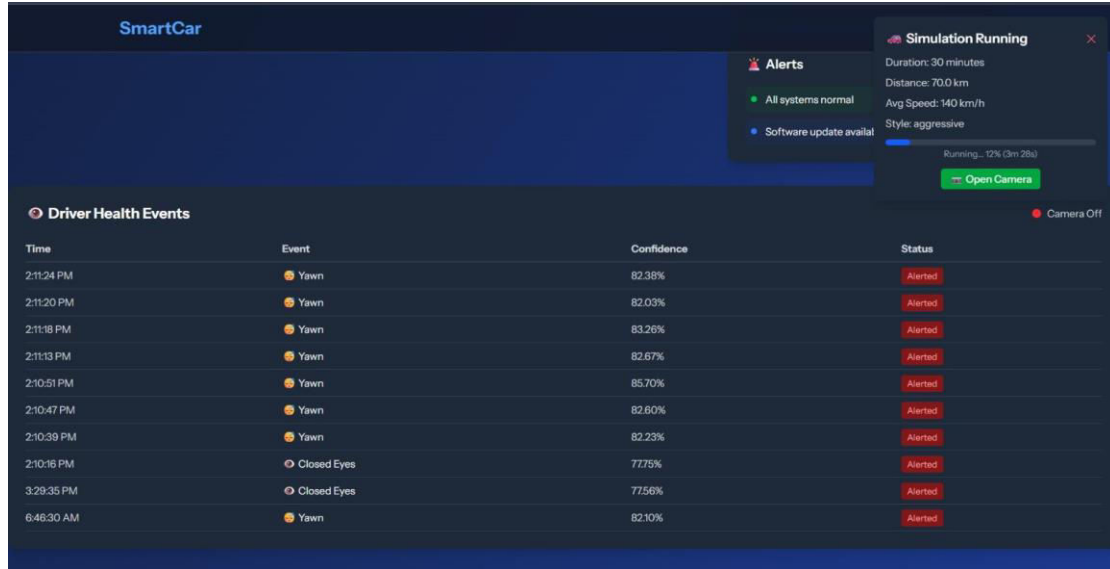 SmartCar
Simulation Running
Duration: 30 minutes
Distance: 70.0 km
Avg Speed: 140 km/h
Style: aggressive
Running... 12% (3m 28s)
Open Camera
Alerts
All systems normal
Software update availab
Driver Health Events
Camera Off
Time Event Confidence Status
2:11:24 PM Yawn 82.38% Alerted
2:11:20 PM Yawn 82.03% Alerted
2:11:18 PM Yawn 83.26% Alerted
2:11:13 PM Yawn 82.67% Alerted
2:10:51 PM Yawn 85.70% Alerted
2:10:47 PM Yawn 82.60% Alerted
2:10:39 PM Yawn 82.23% Alerted
2:10:16 PM Closed Eyes 77.75% Alerted
3:29:35 PM Closed Eyes 77.56% Alerted
6:46:30 AM Yawn 82.10% Alerted